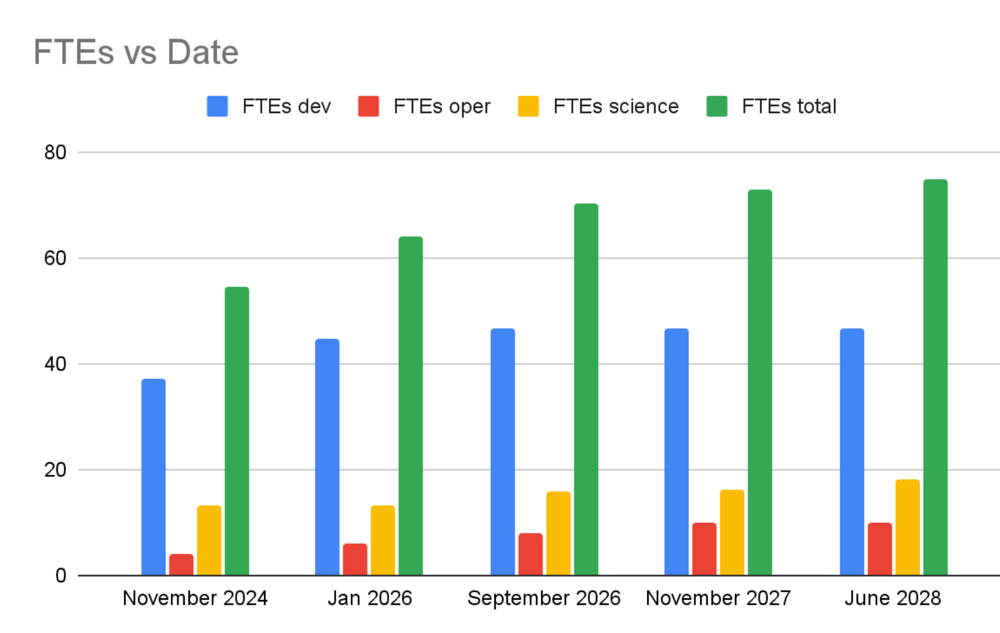 FTEs vs Date
FTEs dev FTEs oper FTEs science FTEs total
80
60
40
20
0
November 2024 Jan 2026 September 2026 November 2027 June 2028